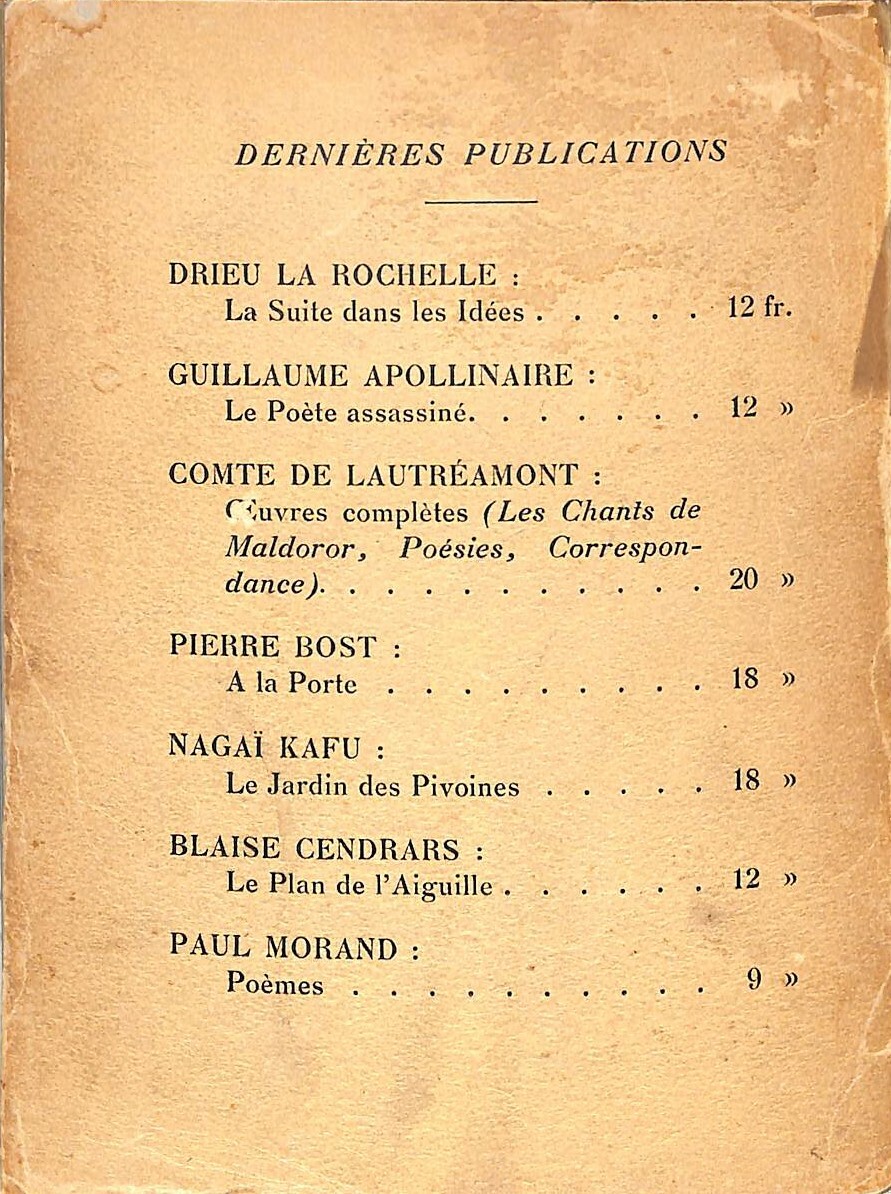 DERNIÈRES PUBLICATIONS
DRIEU LA ROCHELLE :
La Suite dans les Idées . . . . . 12 fr.
GUILLAUME APOLLINAIRE :
Le Poète assassiné. . . . . . . 12 »
COMTE DE LAUTRÉAMONT :
Œuvres complètes (Les Chants de
Maldoror, Poésies, Correspon-
dance). . . . . . . . . . . 20 »
PIERRE BOST :
A la Porte . . . . . . . . . 18 »
NAGAÏ KAFU :
Le Jardin des Pivoines . . . . . 18 »
BLAISE CENDRARS :
Le Plan de l'Aiguille . . . . . . 12 »
PAUL MORAND :
Poèmes . . . . . . . . . . 9 »